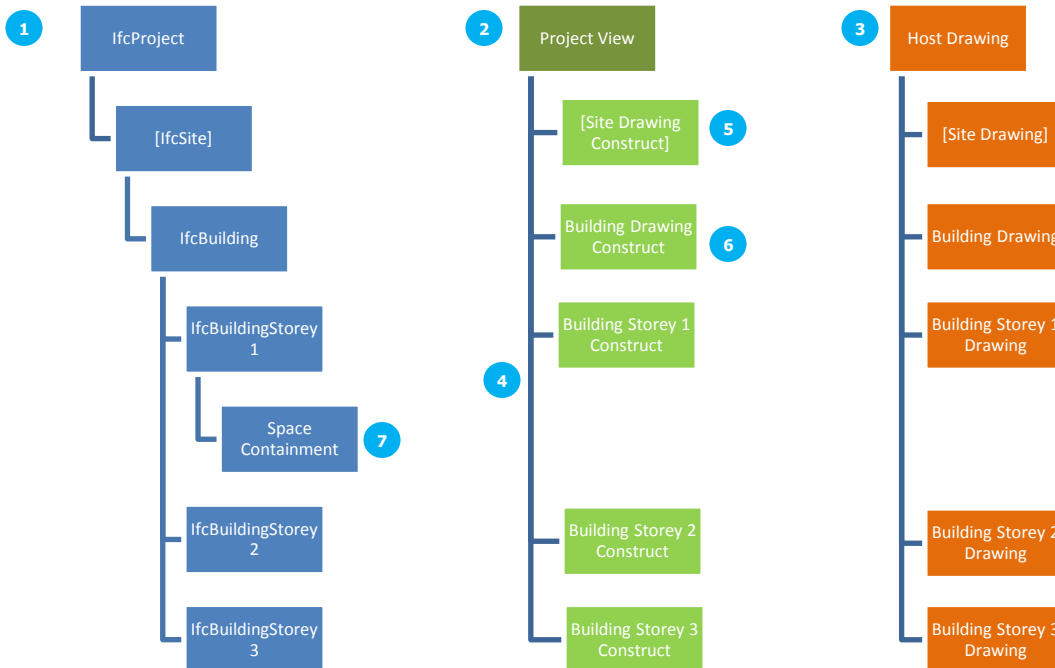 1
IfcProject
[IfcSite]
IfcBuilding
IfcBuildingStorey
1
Space
Containment
7
IfcBuildingStorey
2
IfcBuildingStorey
3
2
Project View
[Site Drawing
Construct]
5
Building Drawing
Construct
6
Building Storey 1
Construct
4
Building Storey 2
Construct
Building Storey 3
Construct
3
Host Drawing
[Site Drawing]
Building Drawing
Building Storey 1
Drawing
Building Storey 2
Drawing
Building Storey 3
Drawing